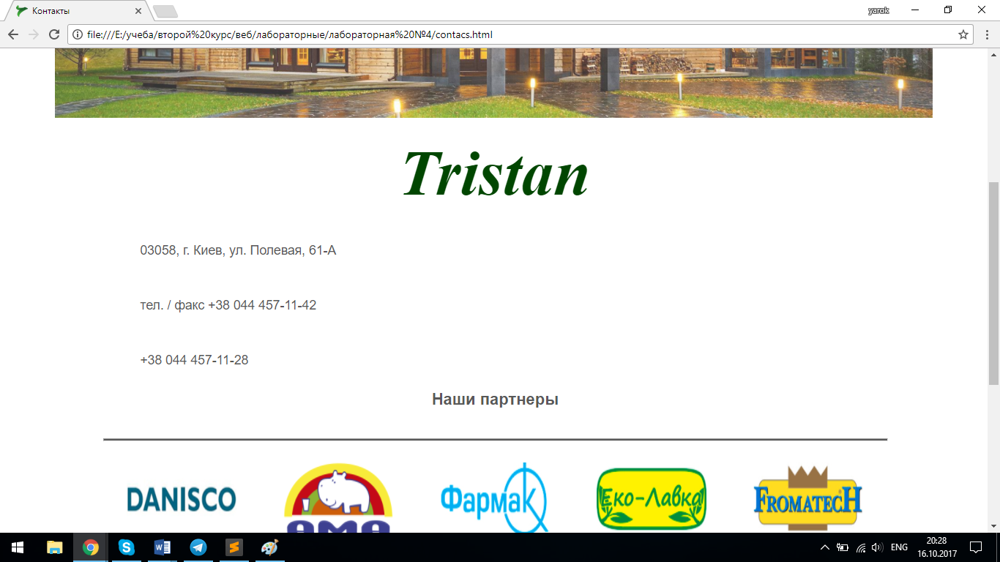 Контакты
yarok
file:///E:/учеба/второй%20курс/веб/лабораторные/лабораторная%20№4/contacs.html
Tristan
03058, г. Киев, ул. Полевая, 61-А
тел. / факс +38 044 457-11-42
+38 044 457-11-28
Наши партнеры
DANISCO
АМА
Фармак
Еко-Лавка
FROMATECH
ENG
20:28
16.10.2017